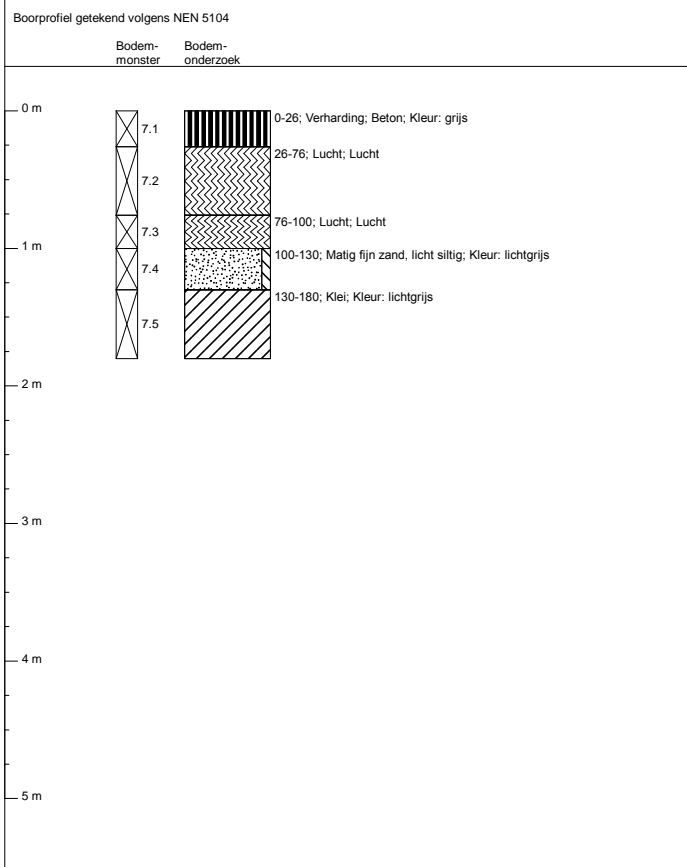 Boorprofiel getekend volgens NEN 5104
Bodem-
monster
Bodem-
onderzoek
0 m
7.1
0-26; Verharding; Beton; Kleur: grijs
26-76; Lucht; Lucht
7.2
76-100; Lucht; Lucht
7.3
1 m
100-130; Matig fijn zand, licht siltig; Kleur: lichtgrijs
7.4
130-180; Klei; Kleur: lichtgrijs
7.5
2 m
3 m
4 m
5 m